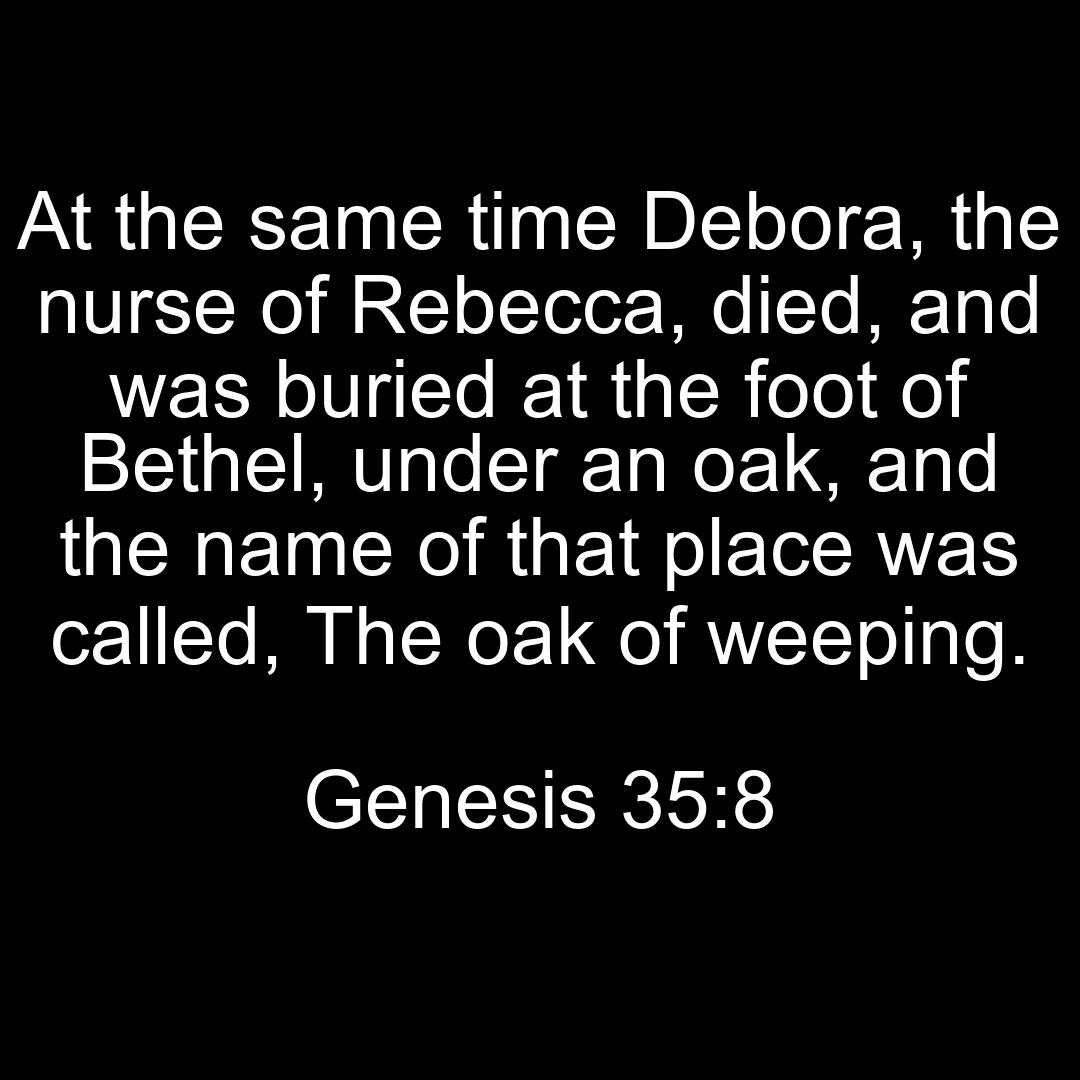 At the same time Debora, the
nurse of Rebecca, died, and
was buried at the foot of
Bethel, under an oak, and
the name of that place was
called, The oak of weeping.
Genesis 35:8